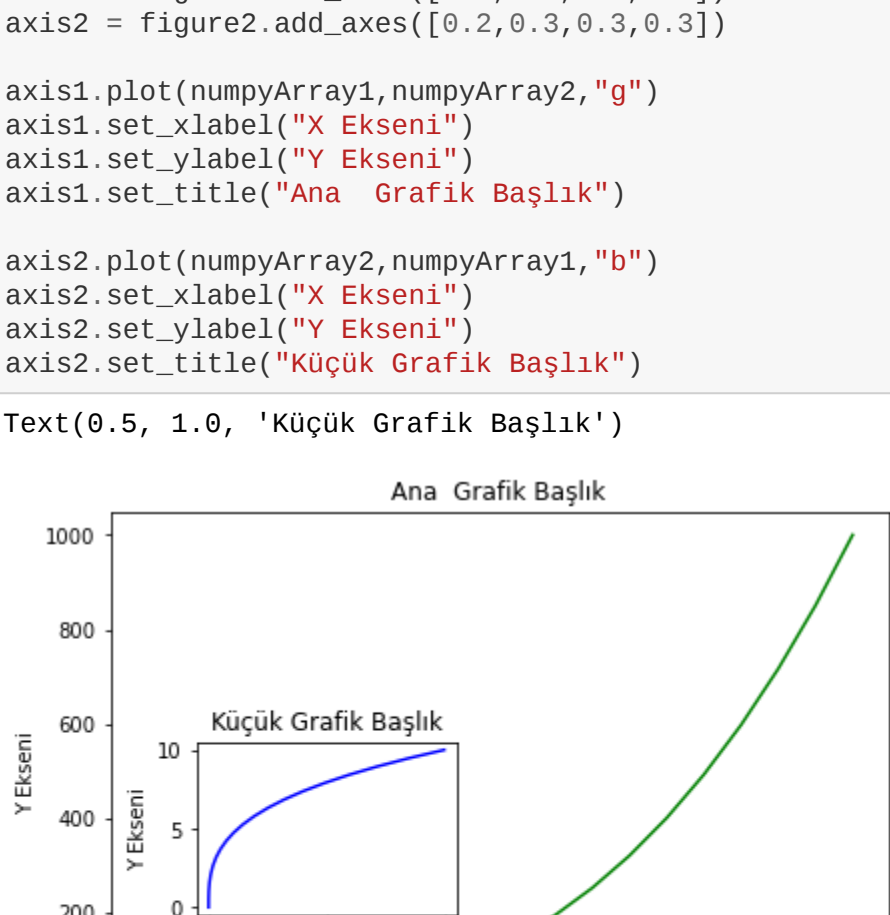 axis2 = figure2.add_axes([0.2,0.3,0.3,0.3])
axis1.plot(numpyArray1,numpyArray2,"g")
axis1.set_xlabel("X Ekseni")
axis1.set_ylabel("Y Ekseni")
axis1.set_title("Ana  Grafik Başlık")
axis2.plot(numpyArray2,numpyArray1,"b")
axis2.set_xlabel("X Ekseni")
axis2.set_ylabel("Y Ekseni")
axis2.set_title("Küçük Grafik Başlık")
Text(0.5, 1.0, 'Küçük Grafik Başlık')
Ana  Grafik Başlık
1000
800
600
400
200
Y Ekseni
Küçük Grafik Başlık
10
5
0
Y Ekseni